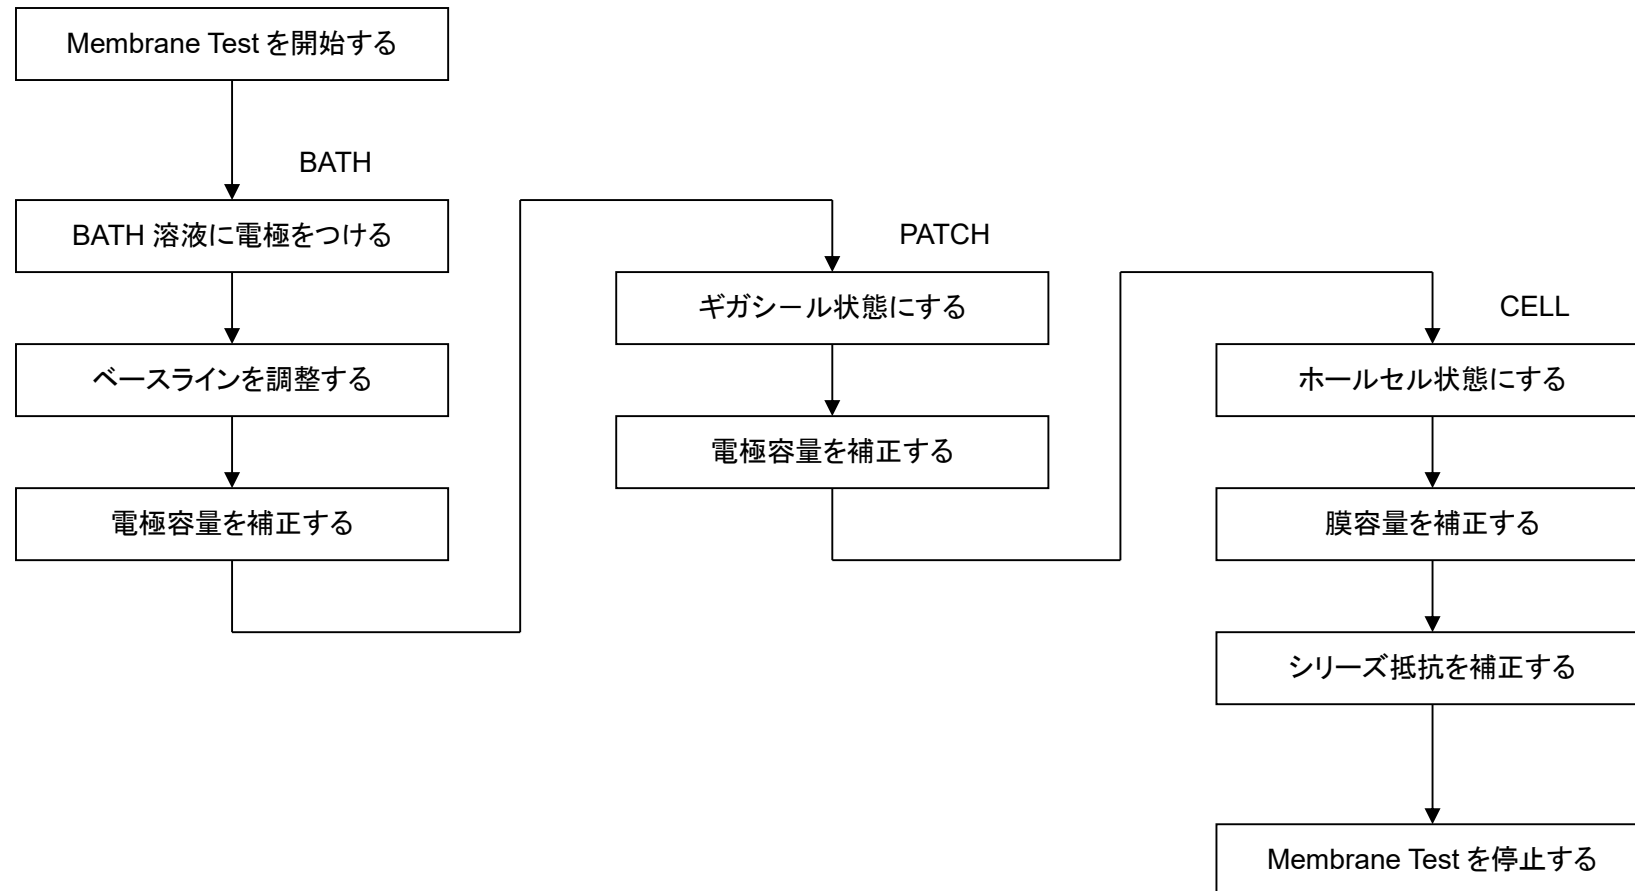 Membrane Test を開始する
BATH
BATH 溶液に電極をつける
ベースラインを調整する
電極容量を補正する
PATCH
ギガシール状態にする
電極容量を補正する
CELL
ホールセル状態にする
膜容量を補正する
シリーズ抵抗を補正する
Membrane Test を停止する